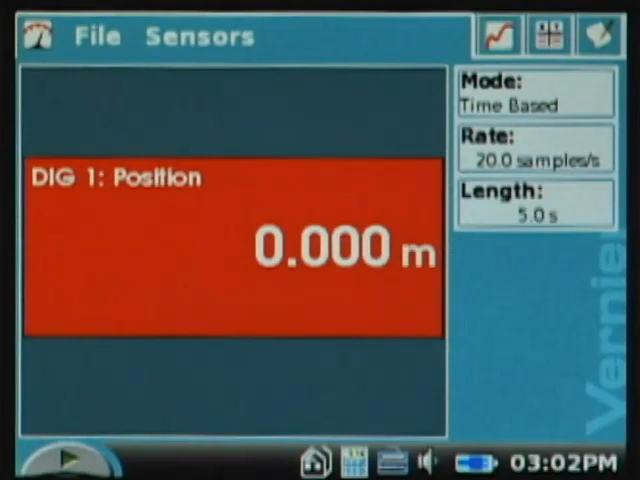 File Sensors
Mode:
Time Based
Rate:
20.0 samples/s
Length:
5.0 s
DIG 1: Position
0.000 m
Vernie
03:02PM